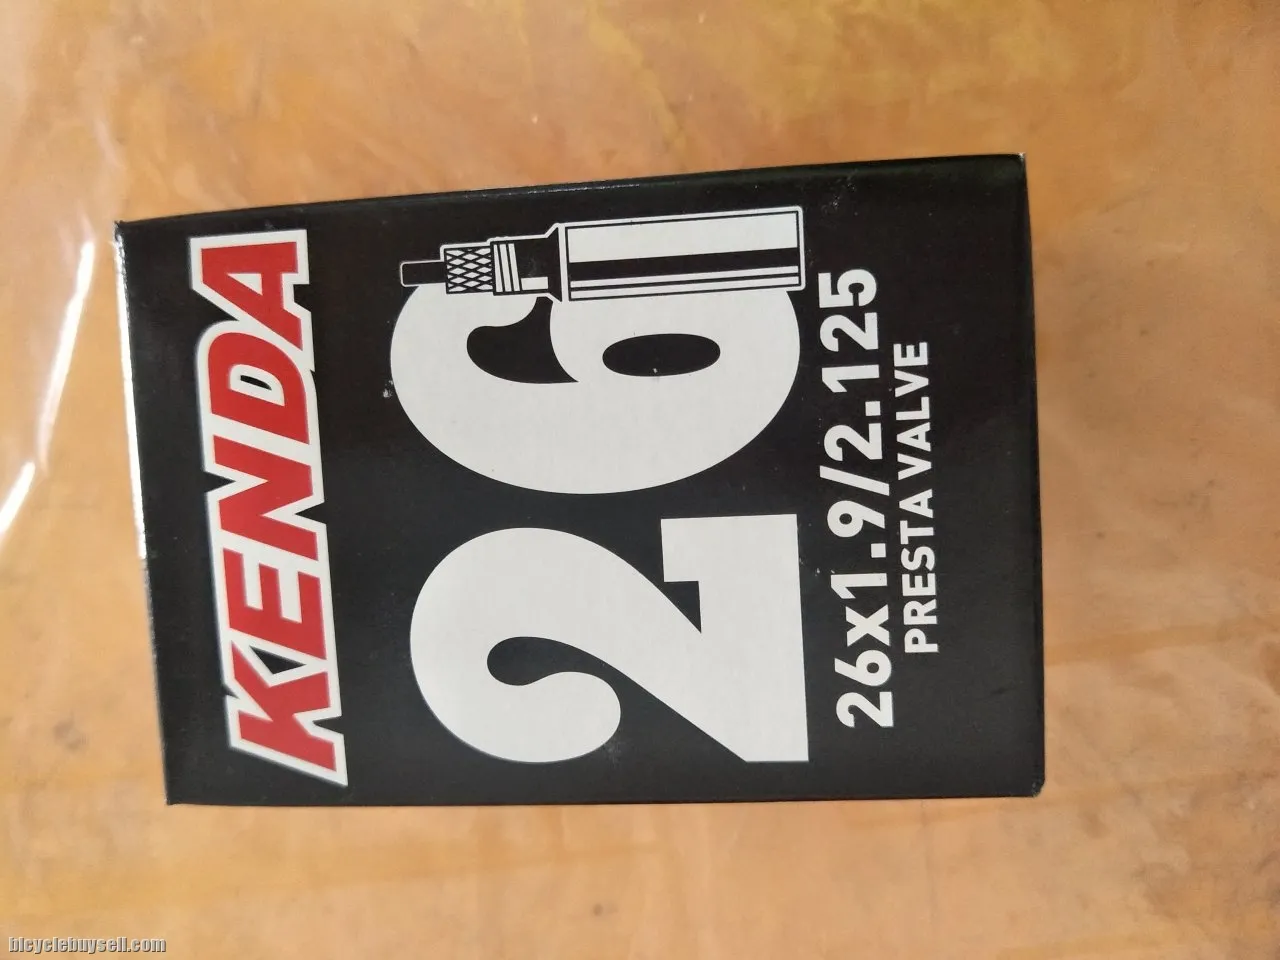 KENDA
26
26x1.9/2.125
PRESTA VALVE
bicyclebuysell.com